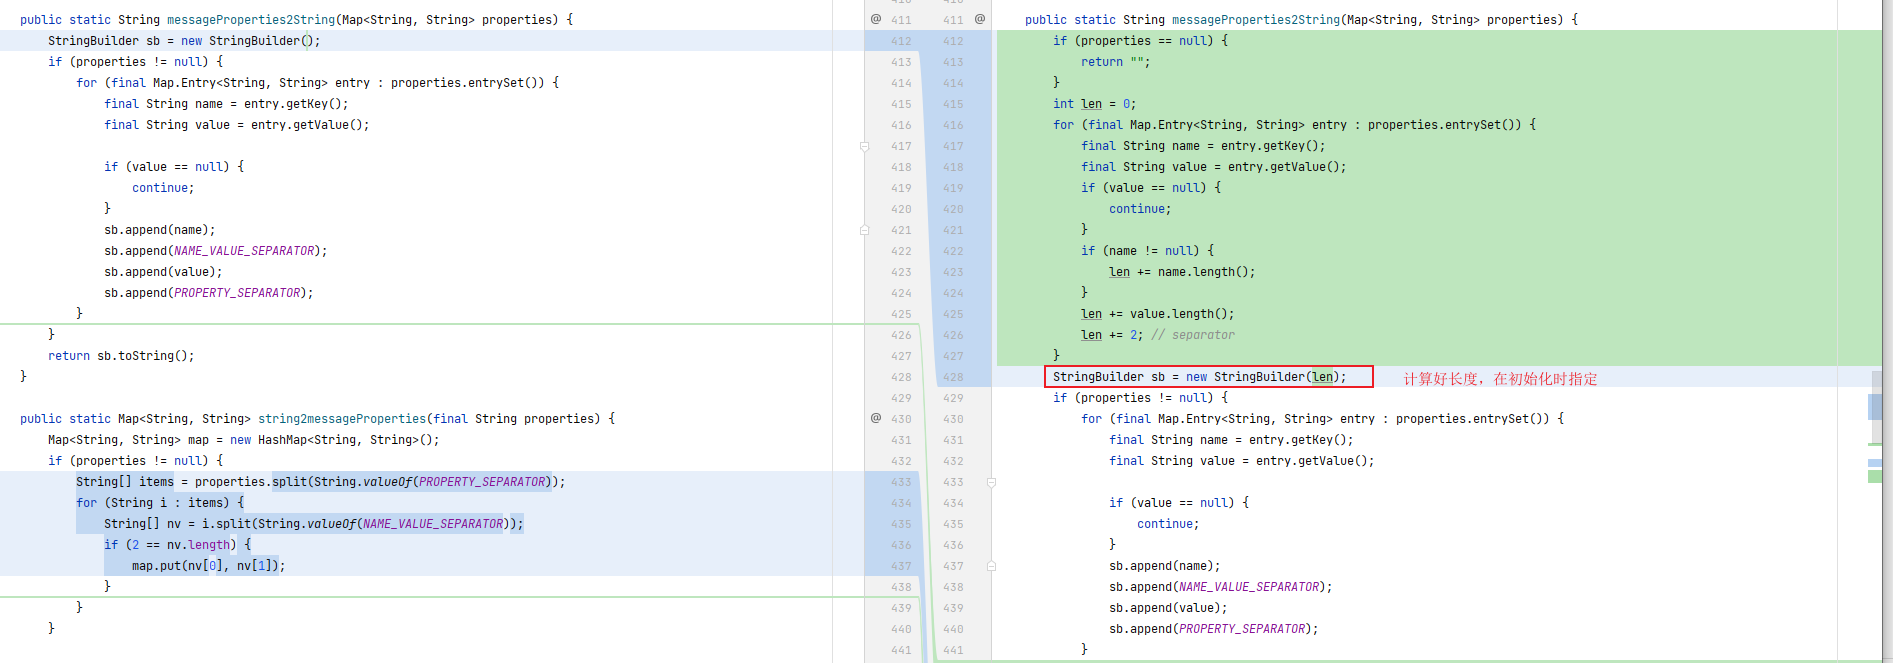 public static String messageProperties2String(Map<String, String> properties) {
StringBuilder sb = new StringBuilder();
if (properties != null) {
for (final Map.Entry<String, String> entry : properties.entrySet()) {
final String name = entry.getKey();
final String value = entry.getValue();
if (value == null) {
continue;
}
sb.append(name);
sb.append(NAME_VALUE_SEPARATOR);
sb.append(value);
sb.append(PROPERTY_SEPARATOR);
}
}
return sb.toString();
}
public static Map<String, String> string2messageProperties(final String properties) {
Map<String, String> map = new HashMap<String, String>();
if (properties != null) {
String[] items = properties.split(String.valueOf(PROPERTY_SEPARATOR));
for (String i : items) {
String[] nv = i.split(String.valueOf(NAME_VALUE_SEPARATOR));
if (2 == nv.length) {
map.put(nv[0], nv[1]);
}
}
}
@ 411 411 @
412 412
413 413
414 414
415 415
416 416
417 417
418 418
419 419
420 420
421 421
422 422
423 423
424 424
425 425
426 426
427 427
428 428
429 429
@ 430 430
431 431
432 432
433 433
434 434
435 435
436 436
437 437
438 438
439 439
440 440
441 441
public static String messageProperties2String(Map<String, String> properties) {
if (properties == null) {
return "";
}
int len = 0;
for (final Map.Entry<String, String> entry : properties.entrySet()) {
final String name = entry.getKey();
final String value = entry.getValue();
if (value == null) {
continue;
}
if (name != null) {
len += name.length();
}
len += value.length();
len += 2; // separator
}
StringBuilder sb = new StringBuilder(len); 计算好长度，在初始化时指定
if (properties != null) {
for (final Map.Entry<String, String> entry : properties.entrySet()) {
final String name = entry.getKey();
final String value = entry.getValue();
if (value == null) {
continue;
}
sb.append(name);
sb.append(NAME_VALUE_SEPARATOR);
sb.append(value);
sb.append(PROPERTY_SEPARATOR);
}